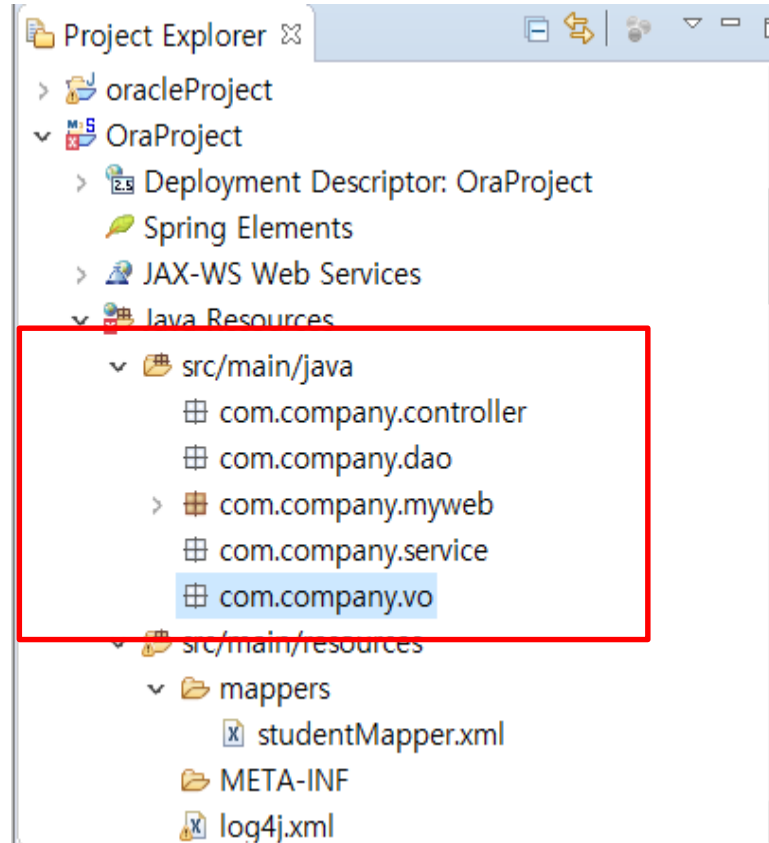 Project Explorer
oracleProject
OraProject
Deployment Descriptor: OraProject
Spring Elements
JAX-WS Web Services
Java Resources
src/main/java
com.company.controller
com.company.dao
com.company.myweb
com.company.service
com.company.vo
src/main/resources
mappers
studentMapper.xml
META-INF
log4j.xml